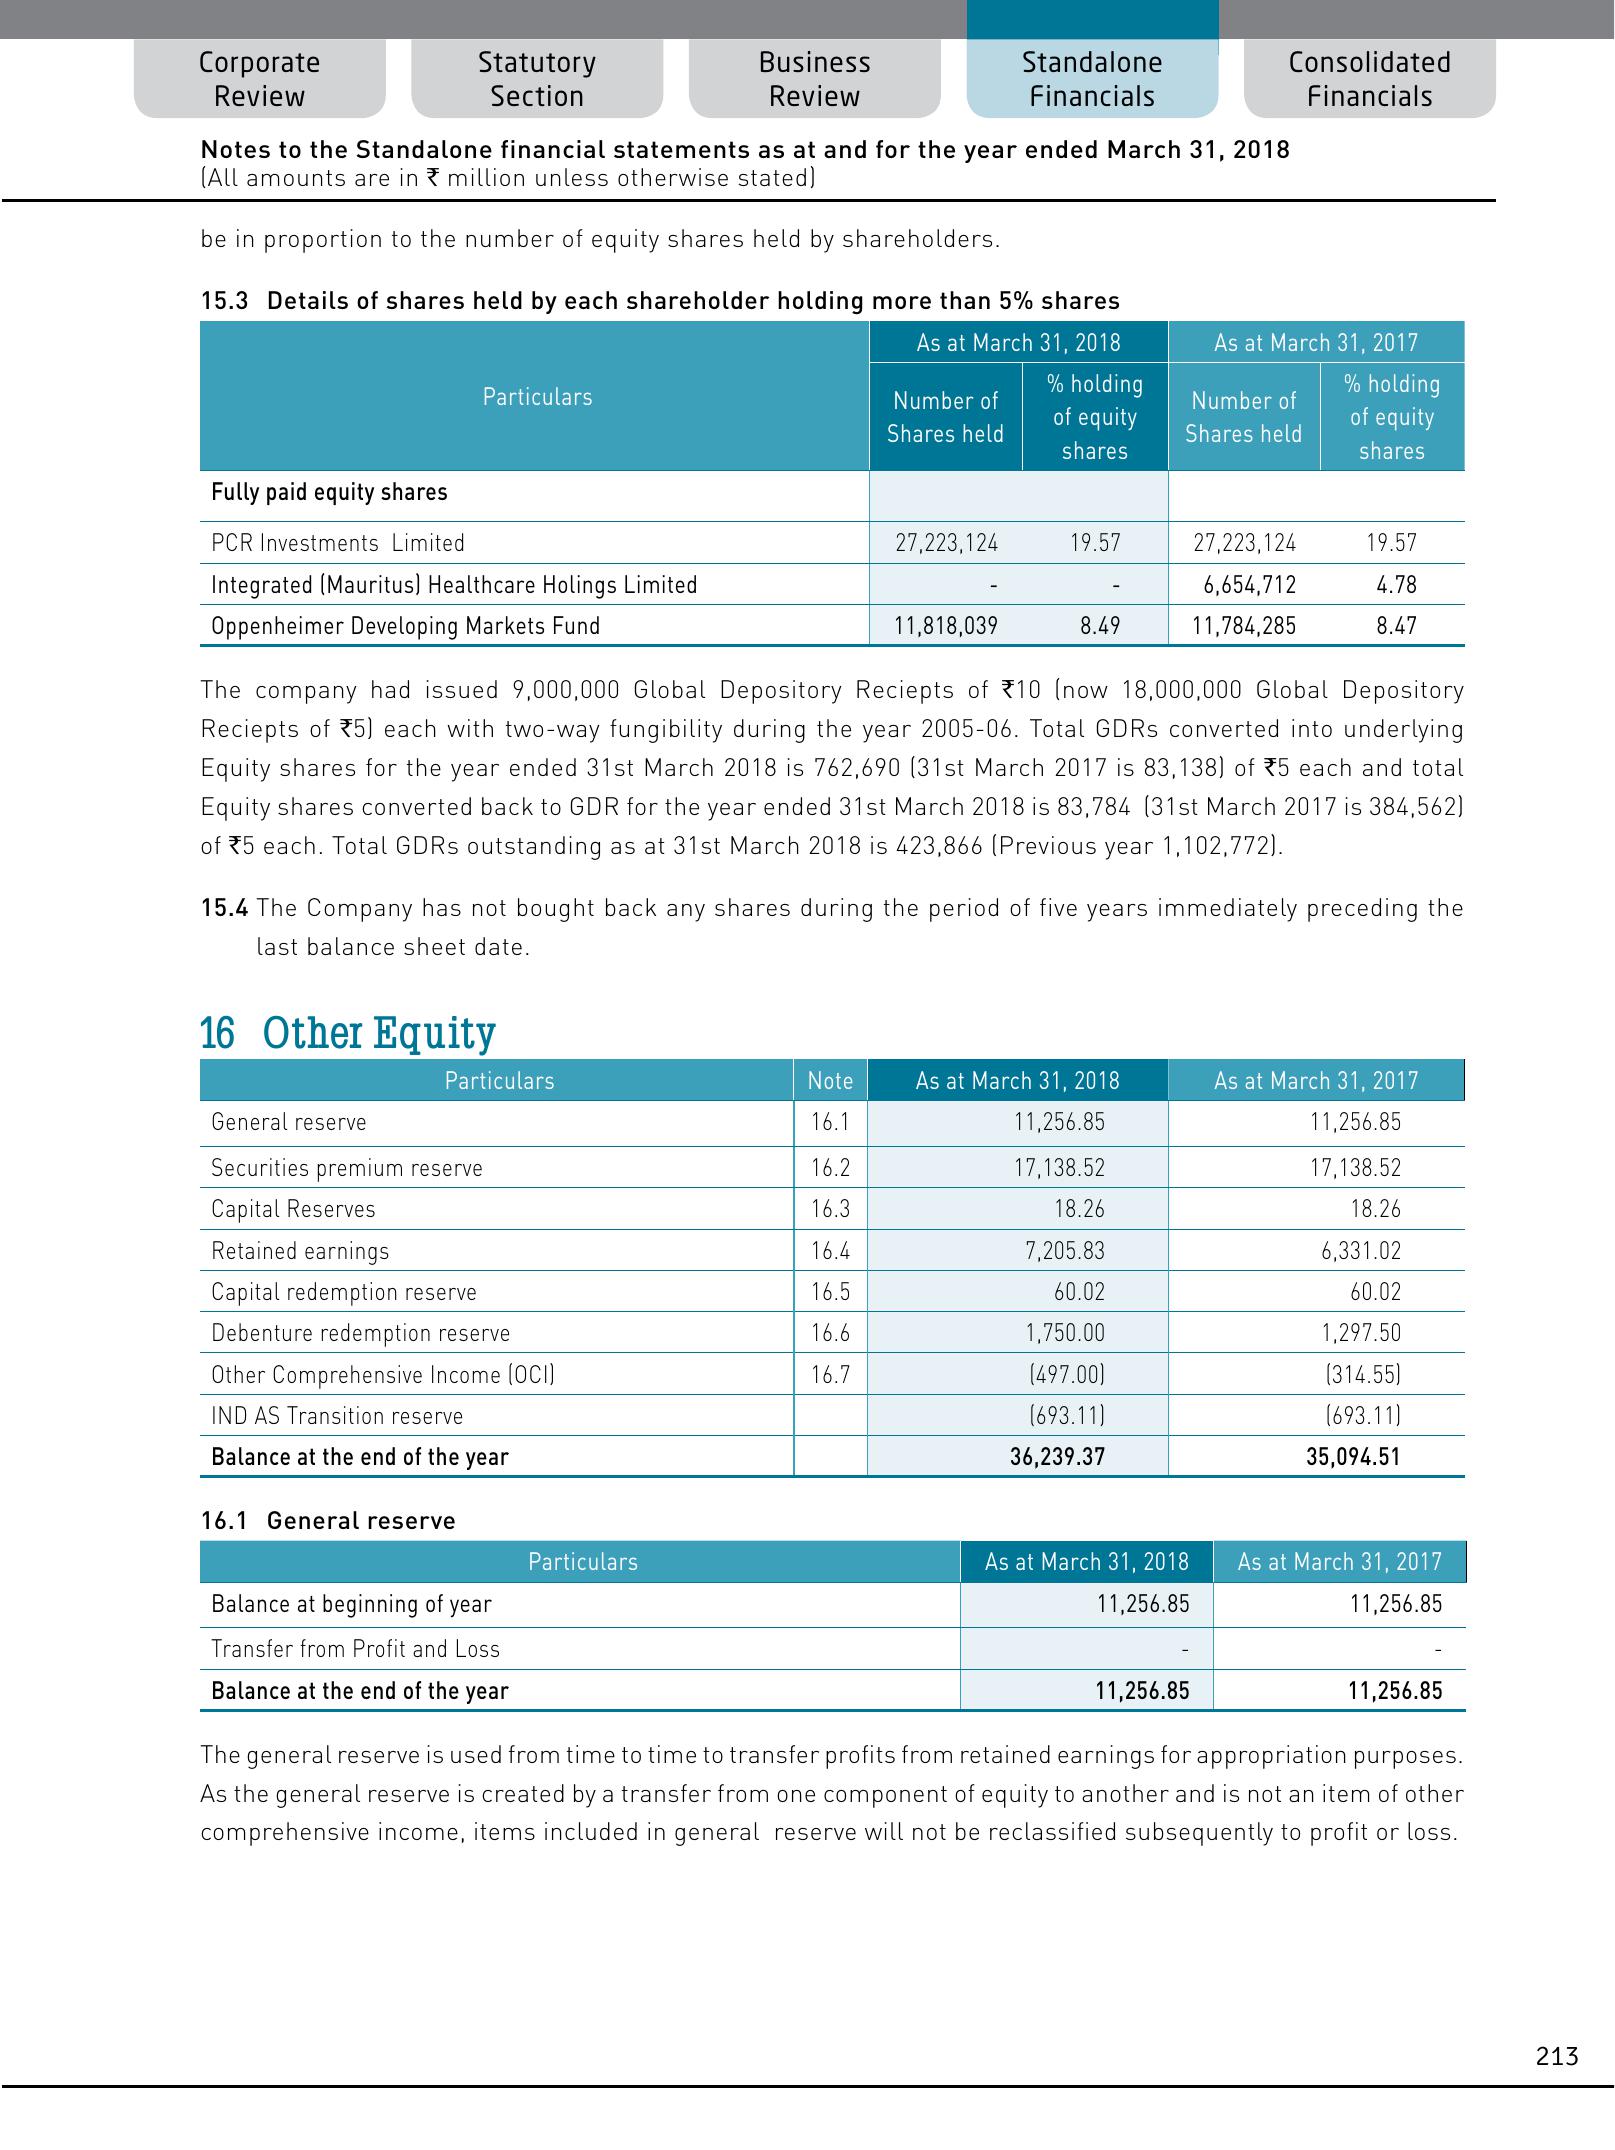 Corporate Review
Statutory Section
Business Review
Standalone Financials
Consolidated Financials
Notes to the Standalone financial statements as at and for the year ended March 31, 2018
(All amounts are in ₹ million unless otherwise stated)
be in proportion to the number of equity shares held by shareholders.
15.3 Details of shares held by each shareholder holding more than 5% shares
Particulars As at March 31, 2018 As at March 31, 2017
Number of Shares held % holding of equity shares Number of Shares held % holding of equity shares
Fully paid equity shares
PCR Investments Limited 27,223,124 19.57 27,223,124 19.57
Integrated (Mauritus) Healthcare Holings Limited - - 6,654,712 4.78
Oppenheimer Developing Markets Fund 11,818,039 8.49 11,784,285 8.47
The company had issued 9,000,000 Global Depository Reciepts of ₹10 (now 18,000,000 Global Depository
Reciepts of ₹5) each with two-way fungibility during the year 2005-06. Total GDRs converted into underlying
Equity shares for the year ended 31st March 2018 is 762,690 (31st March 2017 is 83,138) of ₹5 each and total
Equity shares converted back to GDR for the year ended 31st March 2018 is 83,784 (31st March 2017 is 384,562)
of ₹5 each. Total GDRs outstanding as at 31st March 2018 is 423,866 (Previous year 1,102,772).
15.4 The Company has not bought back any shares during the period of five years immediately preceding the
last balance sheet date.
16 Other Equity
Particulars Note As at March 31, 2018 As at March 31, 2017
General reserve 16.1 11,256.85 11,256.85
Securities premium reserve 16.2 17,138.52 17,138.52
Capital Reserves 16.3 18.26 18.26
Retained earnings 16.4 7,205.83 6,331.02
Capital redemption reserve 16.5 60.02 60.02
Debenture redemption reserve 16.6 1,750.00 1,297.50
Other Comprehensive Income (OCI) 16.7 (497.00) (314.55)
IND AS Transition reserve (693.11) (693.11)
Balance at the end of the year 36,239.37 35,094.51
16.1 General reserve
Particulars As at March 31, 2018 As at March 31, 2017
Balance at beginning of year 11,256.85 11,256.85
Transfer from Profit and Loss - -
Balance at the end of the year 11,256.85 11,256.85
The general reserve is used from time to time to transfer profits from retained earnings for appropriation purposes.
As the general reserve is created by a transfer from one component of equity to another and is not an item of other
comprehensive income, items included in general reserve will not be reclassified subsequently to profit or loss.
213